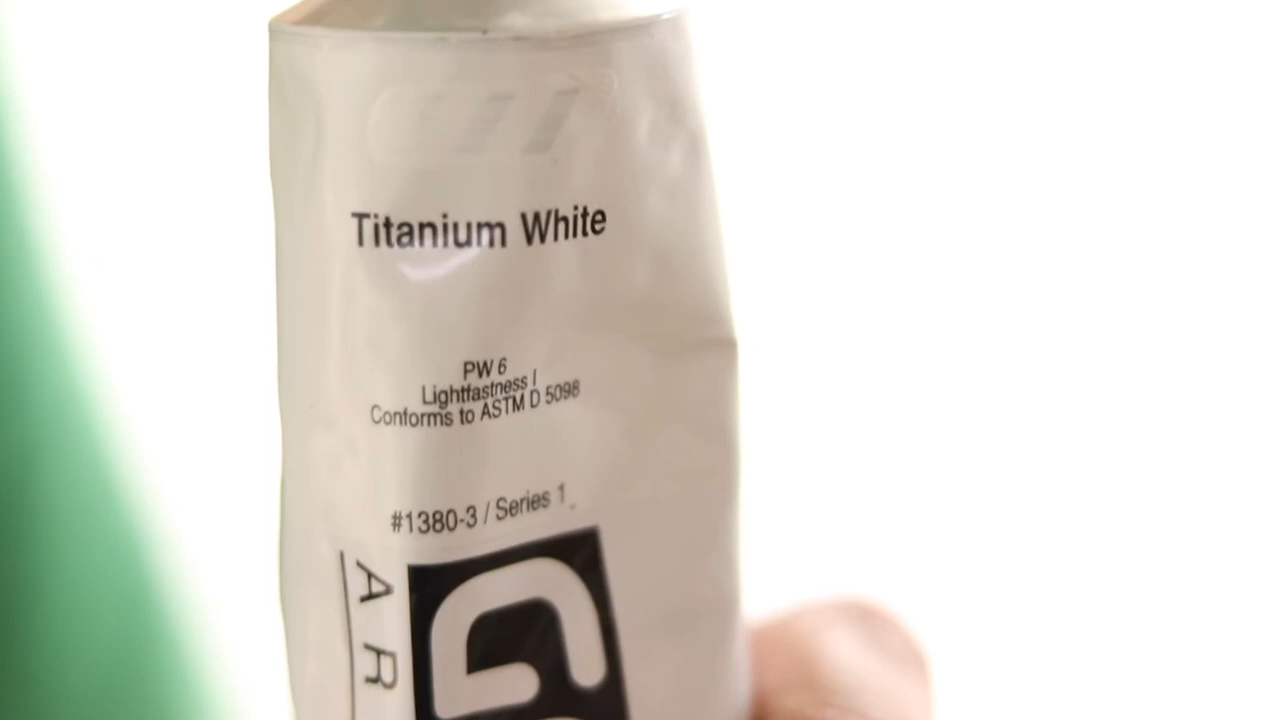 Titanium White
PW 6
Lightfastness I
Conforms to ASTM D 5098
#1380-3 / Series 1
A R
G